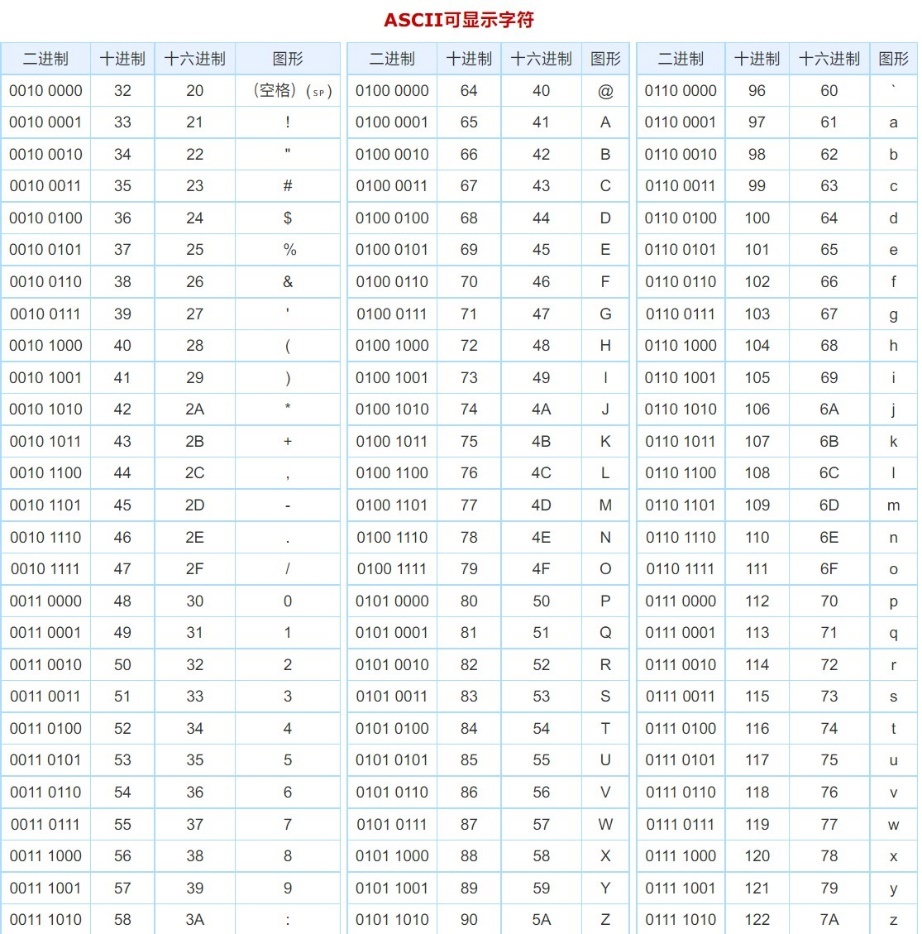 ASCII可显示字符
二进制 十进制 十六进制 图形 二进制 十进制 十六进制 图形 二进制 十进制 十六进制 图形
0010 0000 32 20 (空格) (SP) 0100 0000 64 40 @ 0110 0000 96 60 `
0010 0001 33 21 ! 0100 0001 65 41 A 0110 0001 97 61 a
0010 0010 34 22 " 0100 0010 66 42 B 0110 0010 98 62 b
0010 0011 35 23 # 0100 0011 67 43 C 0110 0011 99 63 c
0010 0100 36 24 $ 0100 0100 68 44 D 0110 0100 100 64 d
0010 0101 37 25 % 0100 0101 69 45 E 0110 0101 101 65 e
0010 0110 38 26 & 0100 0110 70 46 F 0110 0110 102 66 f
0010 0111 39 27 ' 0100 0111 71 47 G 0110 0111 103 67 g
0010 1000 40 28 ( 0100 1000 72 48 H 0110 1000 104 68 h
0010 1001 41 29 ) 0100 1001 73 49 I 0110 1001 105 69 i
0010 1010 42 2A * 0100 1010 74 4A J 0110 1010 106 6A j
0010 1011 43 2B + 0100 1011 75 4B K 0110 1011 107 6B k
0010 1100 44 2C , 0100 1100 76 4C L 0110 1100 108 6C l
0010 1101 45 2D - 0100 1101 77 4D M 0110 1101 109 6D m
0010 1110 46 2E . 0100 1110 78 4E N 0110 1110 110 6E n
0010 1111 47 2F / 0100 1111 79 4F O 0110 1111 111 6F o
0011 0000 48 30 0 0101 0000 80 50 P 0111 0000 112 70 p
0011 0001 49 31 1 0101 0001 81 51 Q 0111 0001 113 71 q
0011 0010 50 32 2 0101 0010 82 52 R 0111 0010 114 72 r
0011 0011 51 33 3 0101 0011 83 53 S 0111 0011 115 73 s
0011 0100 52 34 4 0101 0100 84 54 T 0111 0100 116 74 t
0011 0101 53 35 5 0101 0101 85 55 U 0111 0101 117 75 u
0011 0110 54 36 6 0101 0110 86 56 V 0111 0110 118 76 v
0011 0111 55 37 7 0101 0111 87 57 W 0111 0111 119 77 w
0011 1000 56 38 8 0101 1000 88 58 X 0111 1000 120 78 x
0011 1001 57 39 9 0101 1001 89 59 Y 0111 1001 121 79 y
0011 1010 58 3A : 0101 1010 90 5A Z 0111 1010 122 7A z